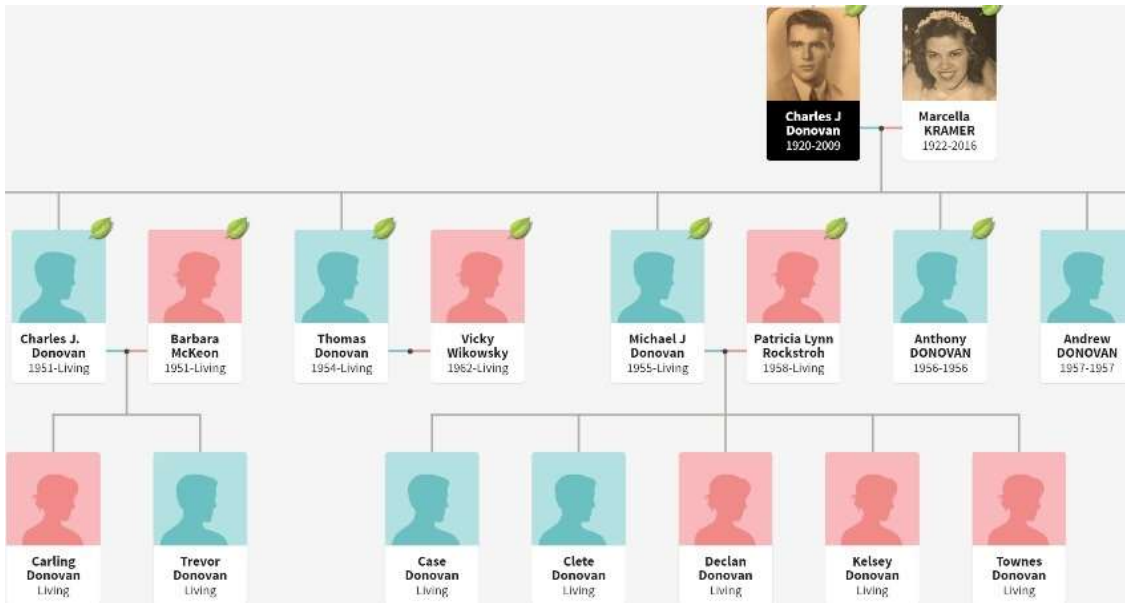 Charles J
Donovan
1920-2009
Marcella
KRAMER
1922-2016
Charles J.
Donovan
1951-Living
Barbara
McKeon
1951-Living
Thomas
Donovan
1954-Living
Vicky
Wikowsky
1962-Living
Michael J
Donovan
1955-Living
Patricia Lynn
Rockstroh
1958-Living
Anthony
DONOVAN
1956-1956
Andrew
DONOVAN
1957-1957
Carling
Donovan
Living
Trevor
Donovan
Living
Case
Donovan
Living
Clete
Donovan
Living
Declan
Donovan
Living
Kelsey
Donovan
Living
Townes
Donovan
Living